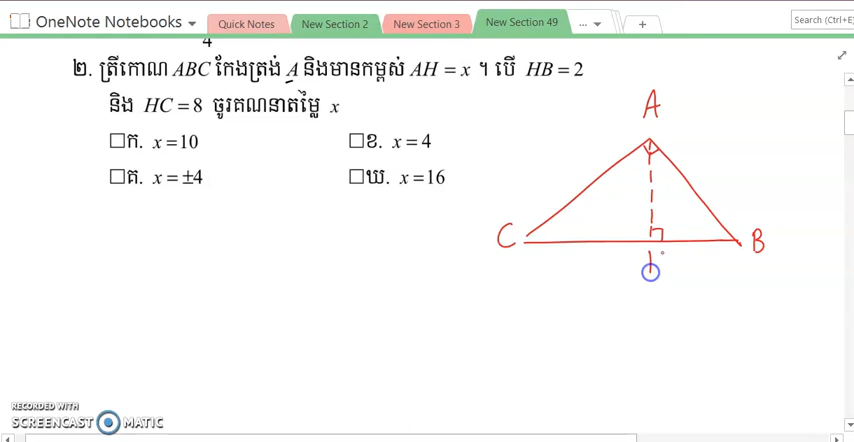 OneNote Notebooks
Quick Notes
New Section 2
New Section 3
New Section 49
...
+
Search (Ctrl+E)
4
២. ត្រីកោណ ABC កែងត្រង់ A និងមានកម្ពស់ AH = x ។ បើ HB = 2
និង HC = 8 ចូរគណនាតម្លៃ x
☐ក. x = 10
☐ខ. x = 4
☐គ. x = ±4
☐ឃ. x = 16
A
C
B
RECORDED WITH
SCREENCAST MATIC